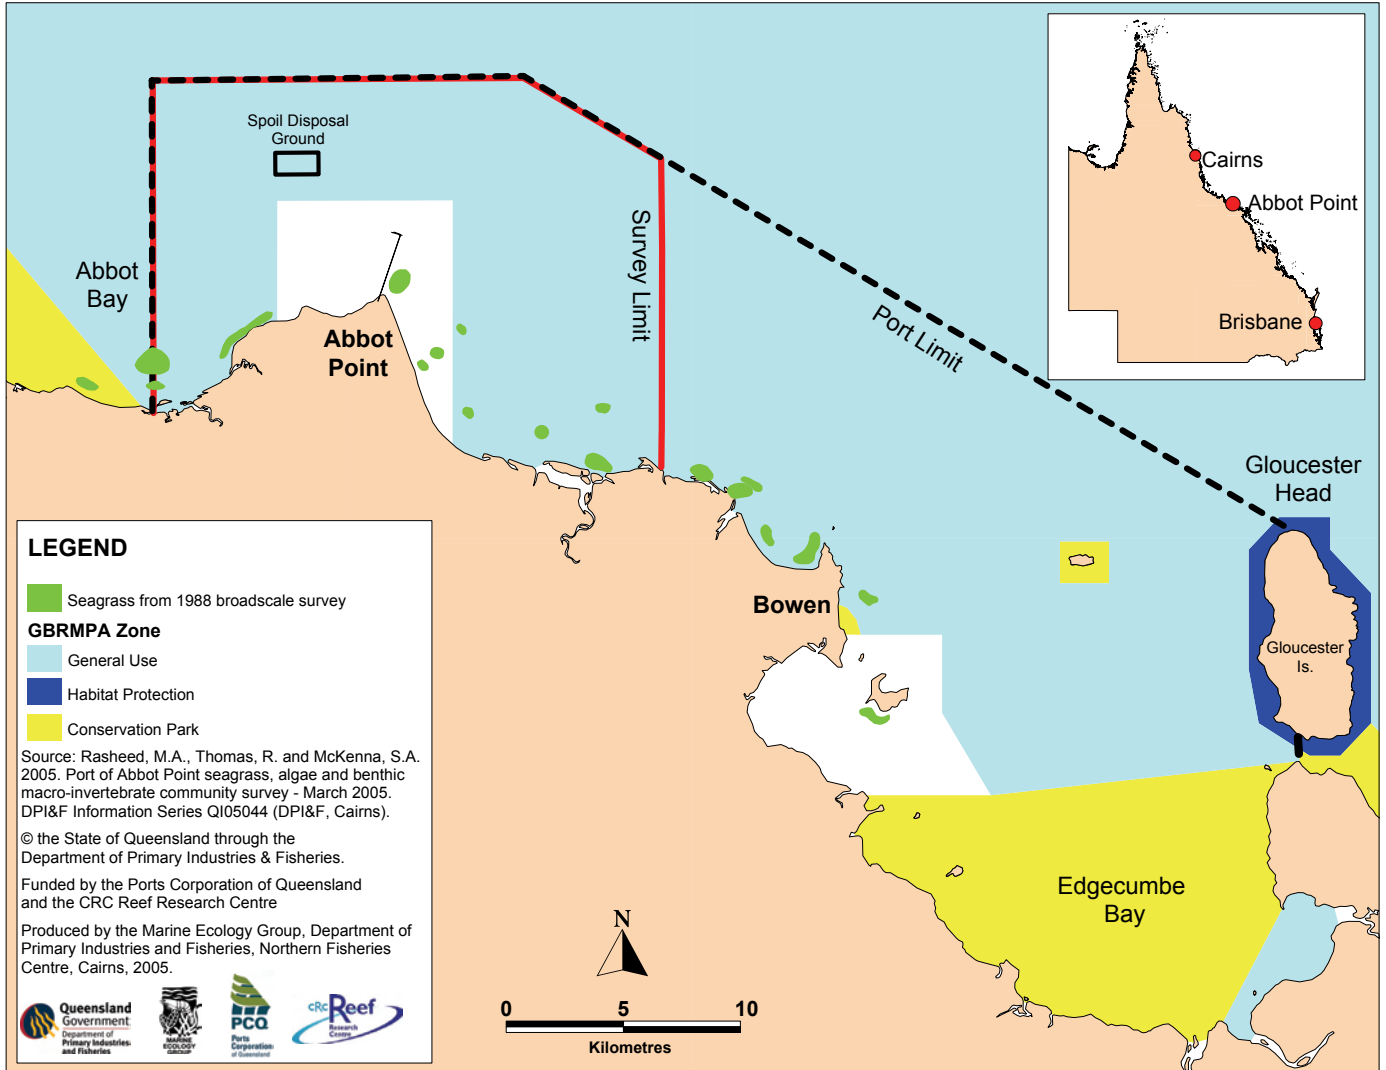 Spoil Disposal
Ground
Abbot
Bay
Abbot
Point
Survey Limit
Port Limit
Cairns
Abbot Point
Brisbane
Gloucester
Head
Gloucester
Is.
Bowen
Edgecumbe
Bay
LEGEND
Seagrass from 1988 broadscale survey
GBRMPA Zone
General Use
Habitat Protection
Conservation Park
Source: Rasheed, M.A., Thomas, R. and McKenna, S.A.
2005. Port of Abbot Point seagrass, algae and benthic
macro-invertebrate community survey - March 2005.
DPI&F Information Series QI05044 (DPI&F, Cairns).
© the State of Queensland through the
Department of Primary Industries & Fisheries.
Funded by the Ports Corporation of Queensland
and the CRC Reef Research Centre
Produced by the Marine Ecology Group, Department of
Primary Industries and Fisheries, Northern Fisheries
Centre, Cairns, 2005.
Queensland
Government
Department of
Primary Industries
and Fisheries
MARINE
ECOLOGY
GROUP
PCQ
Ports
Corporation
of Queensland
CRC Reef
Research
Centre
N
0 5 10
Kilometres